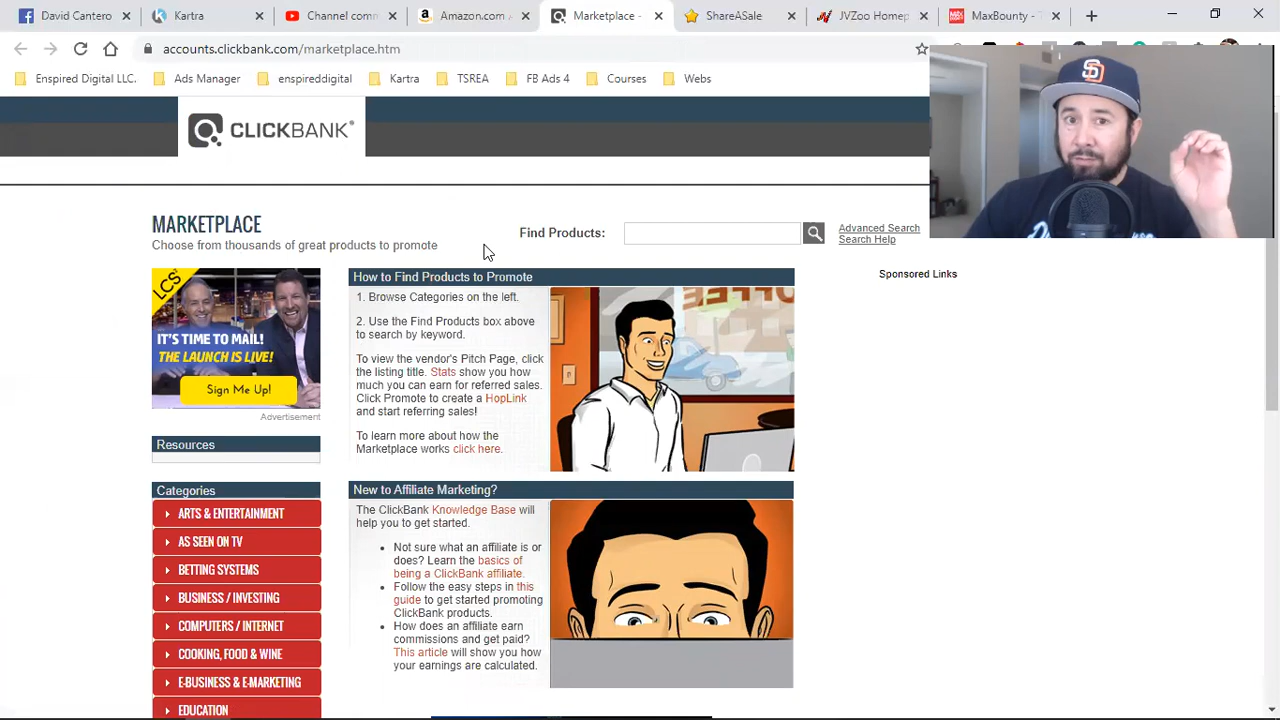 David Cantero
Kartra
Channel comm
Amazon.com A
Marketplace -
ShareASale
JVZoo Homep
MaxBounty - 7
accounts.clickbank.com/marketplace.htm
Enspired Digital LLC.
Ads Manager
enspireddigital
Kartra
TSREA
FB Ads 4
Courses
Webs
CLICKBANK
MARKETPLACE
Choose from thousands of great products to promote
Find Products:
Advanced Search
Search Help
LCS
IT'S TIME TO MAIL!
THE LAUNCH IS LIVE!
Sign Me Up!
Advertisement
Resources
Categories
ARTS & ENTERTAINMENT
AS SEEN ON TV
BETTING SYSTEMS
BUSINESS / INVESTING
COMPUTERS / INTERNET
COOKING, FOOD & WINE
E-BUSINESS & E-MARKETING
EDUCATION
How to Find Products to Promote
1. Browse Categories on the left.
2. Use the Find Products box above
to search by keyword.
To view the vendor's Pitch Page, click
the listing title. Stats show you how
much you can earn for referred sales.
Click Promote to create a HopLink
and start referring sales!
To learn more about how the
Marketplace works click here.
New to Affiliate Marketing?
The ClickBank Knowledge Base will
help you to get started.
Not sure what an affiliate is or
does? Learn the basics of
being a ClickBank affiliate.
Follow the easy steps in this
guide to get started promoting
ClickBank products.
How does an affiliate earn
commissions and get paid?
This article will show you how
your earnings are calculated.
Sponsored Links